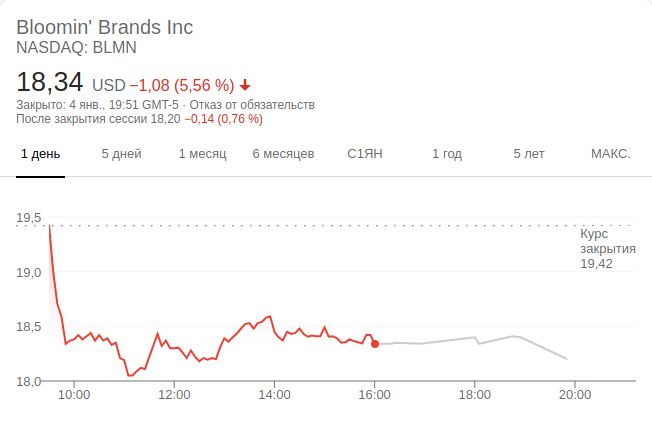 Bloomin' Brands Inc
NASDAQ: BLMN
18,34 USD −1,08 (5,56 %)
Закрыто: 4 янв., 19:51 GMT-5 · Отказ от обязательств
После закрытия сессии 18,20 −0,14 (0,76 %)
1 день 5 дней 1 месяц 6 месяцев С1ЯН 1 год 5 лет МАКС.
19,5
Курс
закрытия
19,42
19,0
18,5
18,0
10:00 12:00 14:00 16:00 18:00 20:00